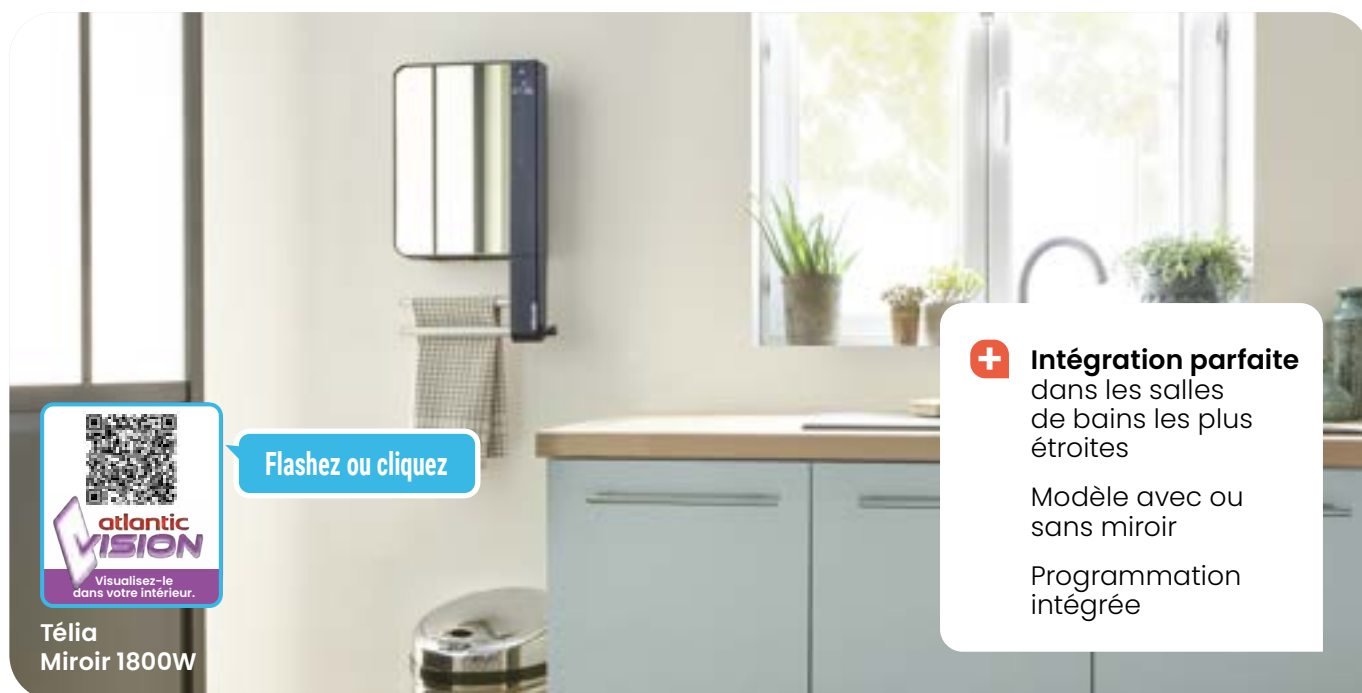 Intégration parfaite
dans les salles
de bains les plus
étroites
Modèle avec ou
sans miroir
Programmation
intégrée
Flashez ou cliquez
atlantic
VISION
Visualisez-le
dans votre intérieur.
Télia
Miroir 1800W